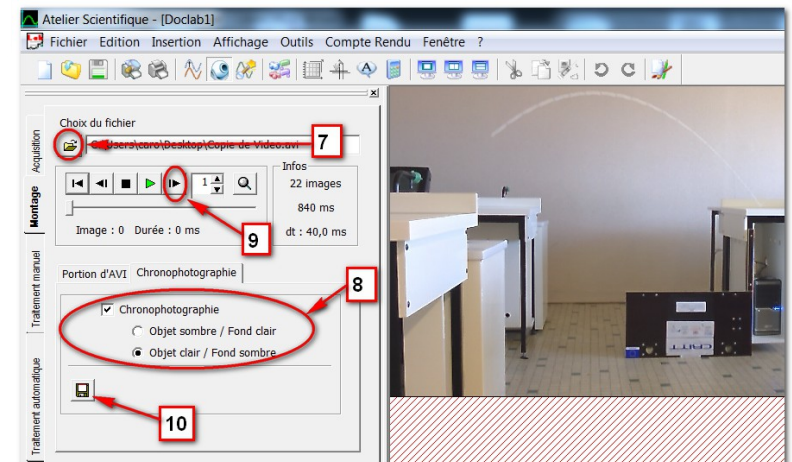 Atelier Scientifique - [Doclab1]
Fichier Edition Insertion Affichage Outils Compte Rendu Fenêtre ?
Acquisition
Montage
Traitement manuel
Traitement automatique
Choix du fichier
C:\Users\caro\Desktop\Copie de Video.avi
7
1
Infos
22 images
840 ms
dt : 40,0 ms
Image : 0 Durée : 0 ms
9
Portion d'AVI Chronophotographie
8
Chronophotographie
Objet sombre / Fond clair
Objet clair / Fond sombre
10